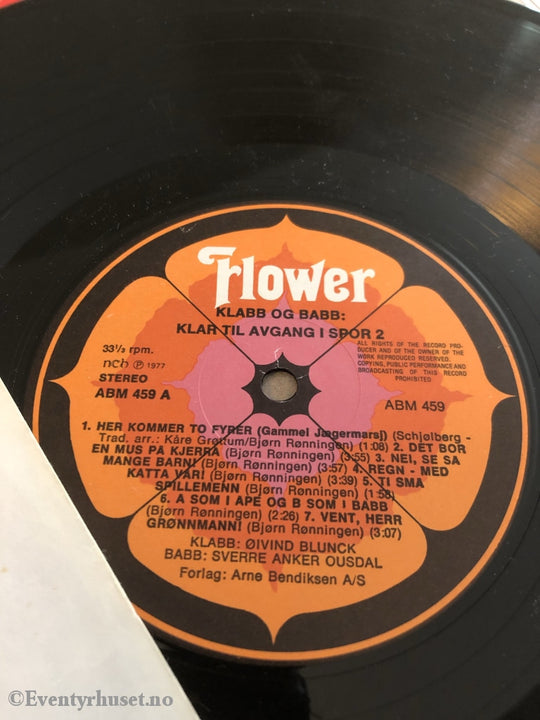 Flower
KLABB OG BABB:
KLAR TIL AVGANG I SPOR 2
33⅓ rpm.
ncb ℗ 1977
STEREO
ABM 459 A
ALL RIGHTS OF THE RECORD PRO-
DUCER AND OF THE OWNER OF THE
WORK REPRODUCED RESERVED.
COPYING, PUBLIC PERFORMANCE AND
BROADCASTING OF THIS RECORD
PROHIBITED
ABM 459
1. HER KOMMER TO FYRER (Gammel Jægermarsj) (Schjølberg -
Trad. arr.: Kåre Grøttum/Bjørn Rønningen) (1:08) 2. DET BOR
EN MUS PÅ KJERRA (Bjørn Rønningen) (3:55) 3. NEI, SE SÅ
MANGE BARN! (Bjørn Rønningen) (3:57) 4. REGN - MED
KATTA VÅR! (Bjørn Rønningen) (3:39) 5. TI SMÅ
SPILLEMENN (Bjørn Rønningen) (1:58)
6. A SOM I APE OG B SOM I BABB
(Bjørn Rønningen) (2:26) 7. VENT, HERR
GRØNNMANN! (Bjørn Rønningen) (3:07)
KLABB: ØIVIND BLUNCK
BABB: SVERRE ANKER OUSDAL
Forlag: Arne Bendiksen A/S
©Eventyrhuset.no